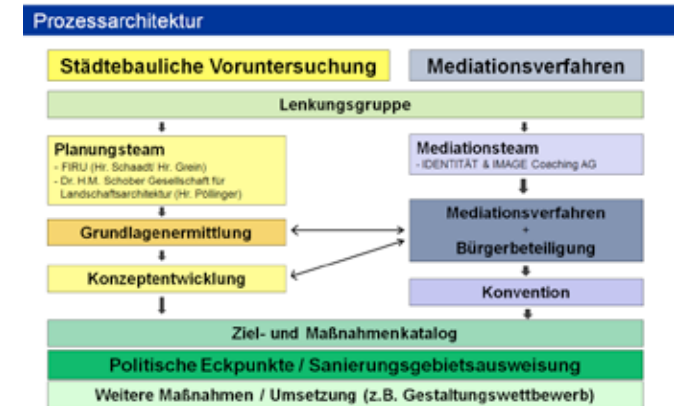 Prozessarchitektur
Städtebauliche Voruntersuchung
Mediationsverfahren
Lenkungsgruppe
Planungsteam
- FIRU (Hr. Schaadt/ Hr. Grein)
- Dr. H.M. Schober Gesellschaft für
Landschaftsarchitektur (Hr. Pöllinger)
Mediationsteam
- IDENTITÄT & IMAGE Coaching AG
Grundlagenermittlung
Mediationsverfahren
+
Bürgerbeteiligung
Konzeptentwicklung
Konvention
Ziel- und Maßnahmenkatalog
Politische Eckpunkte / Sanierungsgebietsausweisung
Weitere Maßnahmen / Umsetzung (z.B. Gestaltungswettbewerb)